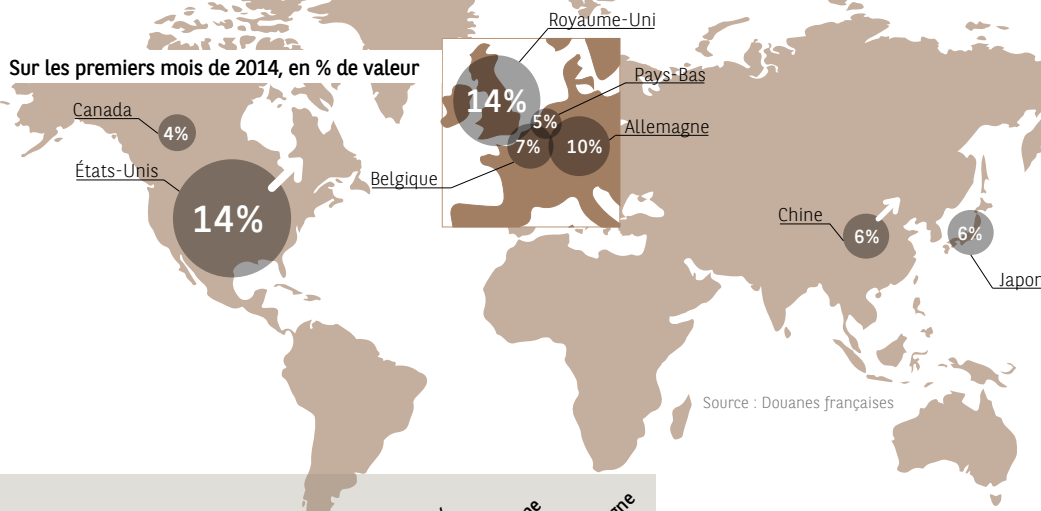 Royaume-Uni
Sur les premiers mois de 2014, en % de valeur
Pays-Bas
Canada
14%
4%
5%
Allemagne
7%
10%
États-Unis
Belgique
14%
Chine
6%
6%
Source : Douanes françaises